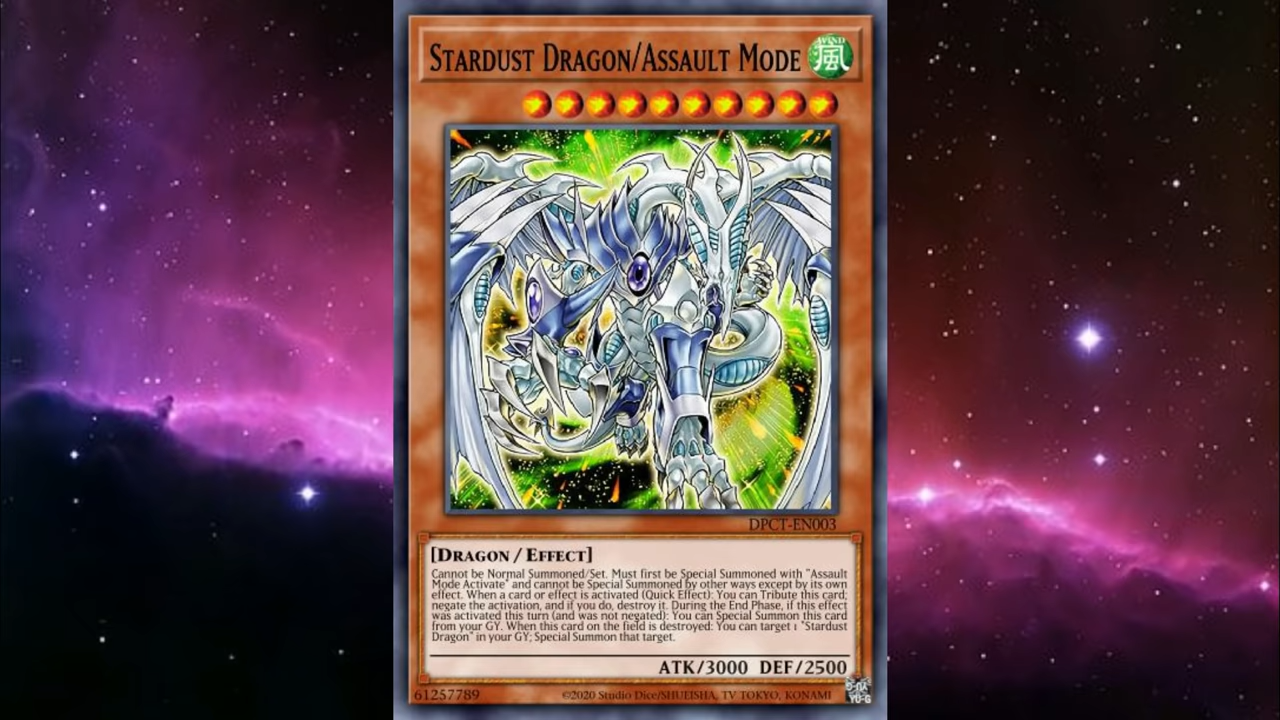 STARDUST DRAGON/ASSAULT MODE
WIND
風
DPCT-EN003
[DRAGON / EFFECT]
Cannot be Normal Summoned/Set. Must first be Special Summoned with "Assault
Mode Activate" and cannot be Special Summoned by other ways except by its own
effect. When a card or effect is activated (Quick Effect): You can Tribute this card;
negate the activation, and if you do, destroy it. During the End Phase, if this effect
was activated this turn (and was not negated): You can Special Summon this card
from your GY. When this card on the field is destroyed: You can target 1 "Stardust
Dragon" in your GY; Special Summon that target.
ATK/3000 DEF/2500
61257789
©2020 Studio Dice/SHUEISHA, TV TOKYO, KONAMI